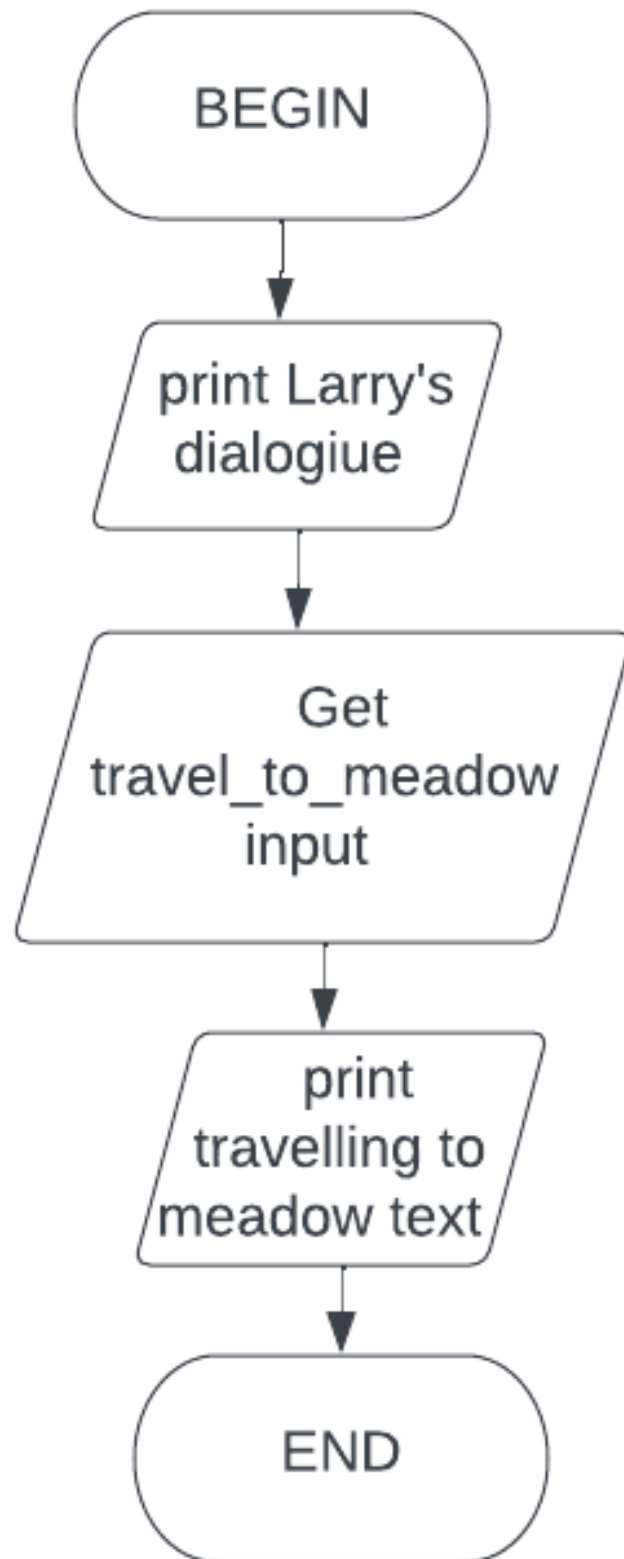 BEGIN
print Larry's
dialogiue
Get
travel_to_meadow
input
print
travelling to
meadow text
END